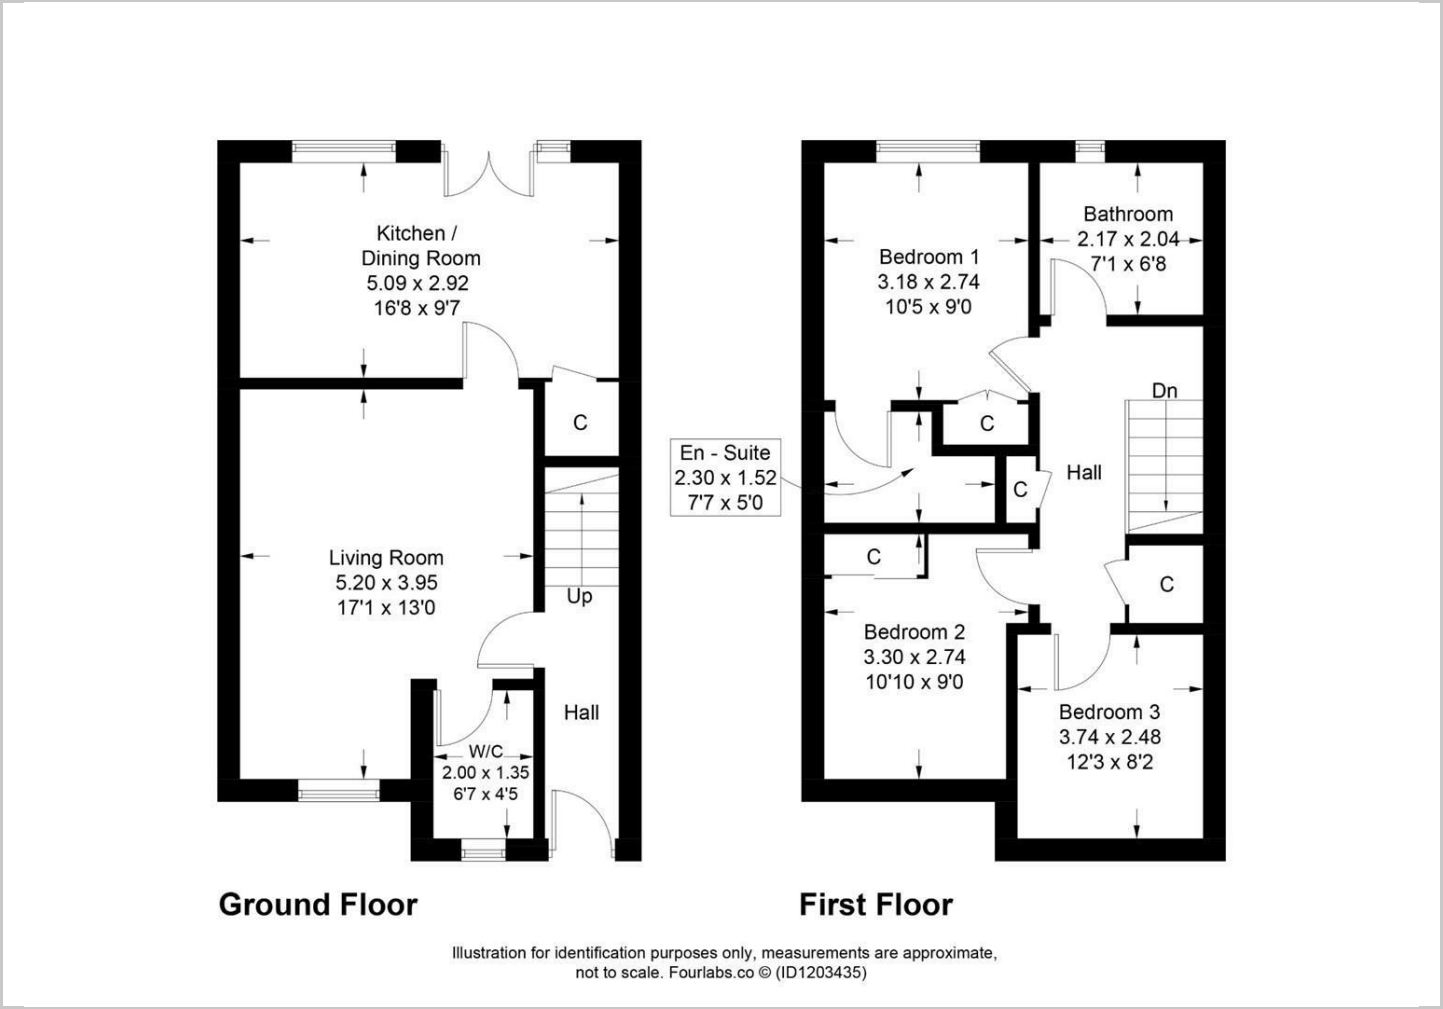 Kitchen /
Dining Room
5.09 x 2.92
16'8 x 9'7
C
Living Room
5.20 x 3.95
17'1 x 13'0
Up
Hall
W/C
2.00 x 1.35
6'7 x 4'5
Ground Floor
Bedroom 1
3.18 x 2.74
10'5 x 9'0
Bathroom
2.17 x 2.04
7'1 x 6'8
Dn
C
En - Suite
2.30 x 1.52
7'7 x 5'0
C
Hall
C
C
Bedroom 2
3.30 x 2.74
10'10 x 9'0
Bedroom 3
3.74 x 2.48
12'3 x 8'2
First Floor
Illustration for identification purposes only, measurements are approximate,
not to scale. Fourlabs.co © (ID1203435)